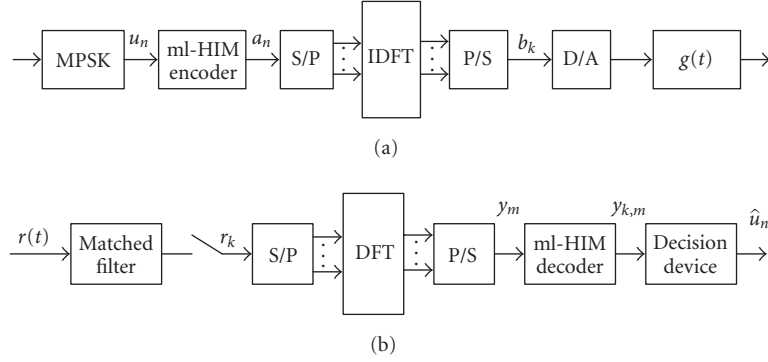 MPSK
u_n
ml-HIM
encoder
a_n
S/P
IDFT
P/S
b_k
D/A
g(t)
(a)
r(t)
Matched
filter
r_k
S/P
DFT
P/S
y_m
ml-HIM
decoder
y_{k,m}
Decision
device
û_n
(b)